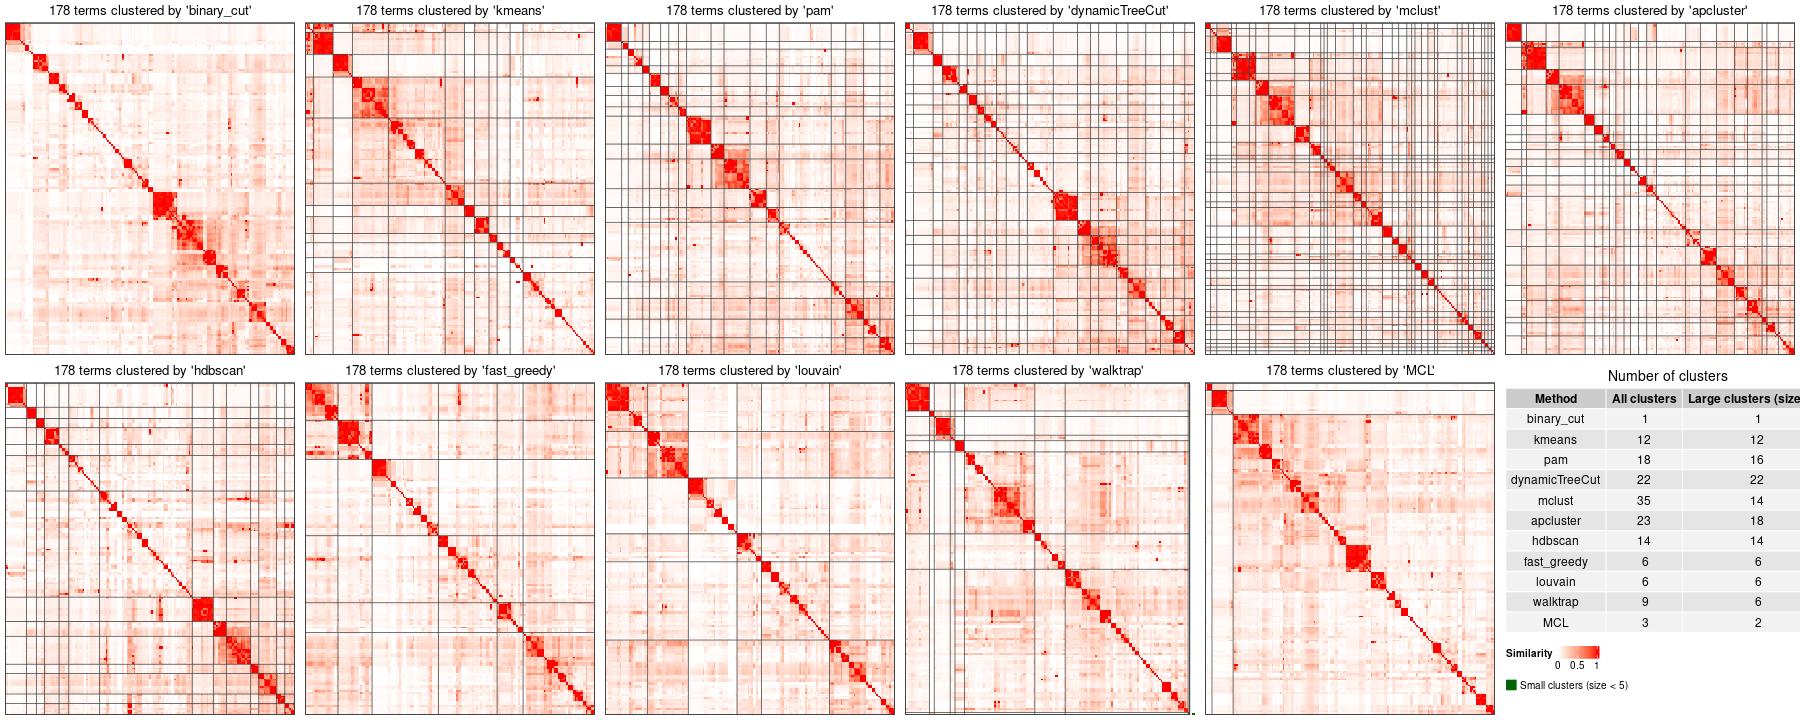 178 terms clustered by 'binary_cut'
178 terms clustered by 'kmeans'
178 terms clustered by 'pam'
178 terms clustered by 'dynamicTreeCut'
178 terms clustered by 'mclust'
178 terms clustered by 'apcluster'
178 terms clustered by 'hdbscan'
178 terms clustered by 'fast_greedy'
178 terms clustered by 'louvain'
178 terms clustered by 'walktrap'
178 terms clustered by 'MCL'
Number of clusters
Method All clusters Large clusters (size
binary_cut 1 1
kmeans 12 12
pam 18 16
dynamicTreeCut 22 22
mclust 35 14
apcluster 23 18
hdbscan 14 14
fast_greedy 6 6
louvain 6 6
walktrap 9 6
MCL 3 2
Similarity
0 0.5 1
Small clusters (size < 5)